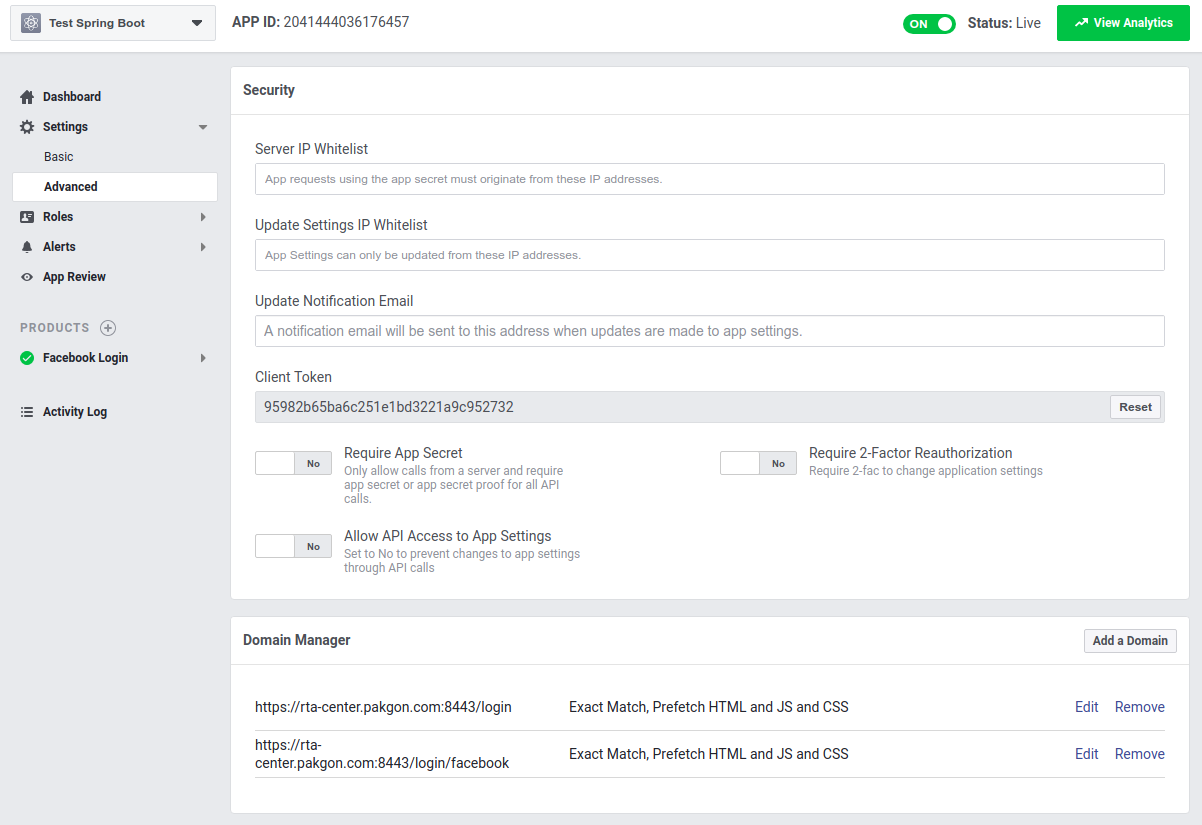 Test Spring Boot
APP ID: 2041444036176457
ON
Status: Live
View Analytics
Dashboard
Settings
Basic
Advanced
Roles
Alerts
App Review
PRODUCTS
Facebook Login
Activity Log
Security
Server IP Whitelist
App requests using the app secret must originate from these IP addresses.
Update Settings IP Whitelist
App Settings can only be updated from these IP addresses.
Update Notification Email
A notification email will be sent to this address when updates are made to app settings.
Client Token
95982b65ba6c251e1bd3221a9c952732
Reset
No
Require App Secret
Only allow calls from a server and require
app secret or app secret proof for all API
calls.
No
Require 2-Factor Reauthorization
Require 2-fac to change application settings
No
Allow API Access to App Settings
Set to No to prevent changes to app settings
through API calls
Domain Manager
Add a Domain
https://rta-center.pakgon.com:8443/login
Exact Match, Prefetch HTML and JS and CSS
Edit
Remove
https://rta-
center.pakgon.com:8443/login/facebook
Exact Match, Prefetch HTML and JS and CSS
Edit
Remove